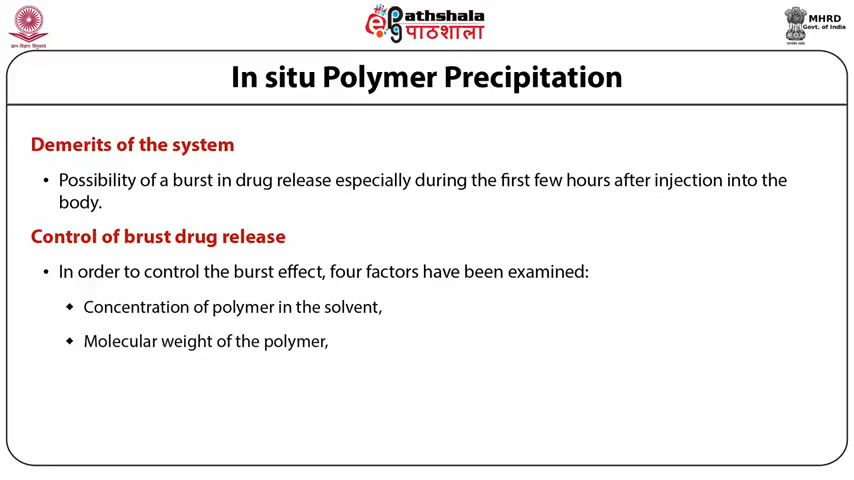 ePathshala
पाठशाला
MHRD
Govt. of India
In situ Polymer Precipitation
Demerits of the system
• Possibility of a burst in drug release especially during the first few hours after injection into the
body.
Control of brust drug release
• In order to control the burst effect, four factors have been examined:
◆ Concentration of polymer in the solvent,
◆ Molecular weight of the polymer,